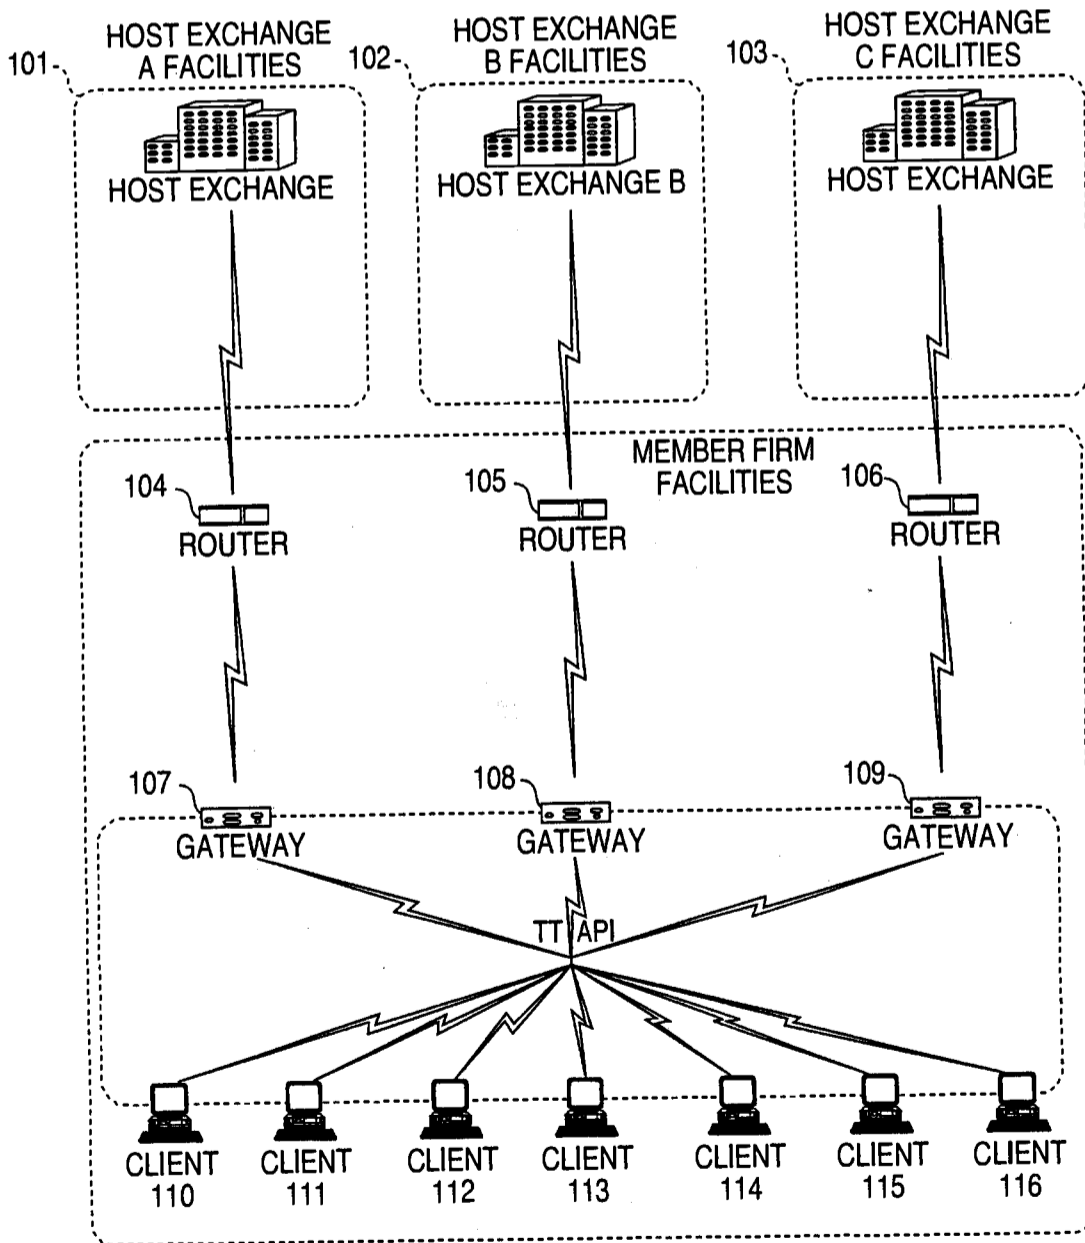 HOST EXCHANGE
A FACILITIES
101
HOST EXCHANGE
B FACILITIES
102
HOST EXCHANGE
C FACILITIES
103
HOST EXCHANGE
HOST EXCHANGE B
HOST EXCHANGE
MEMBER FIRM
FACILITIES
104
ROUTER
105
ROUTER
106
ROUTER
107
GATEWAY
108
GATEWAY
109
GATEWAY
TT API
CLIENT
110
CLIENT
111
CLIENT
112
CLIENT
113
CLIENT
114
CLIENT
115
CLIENT
116